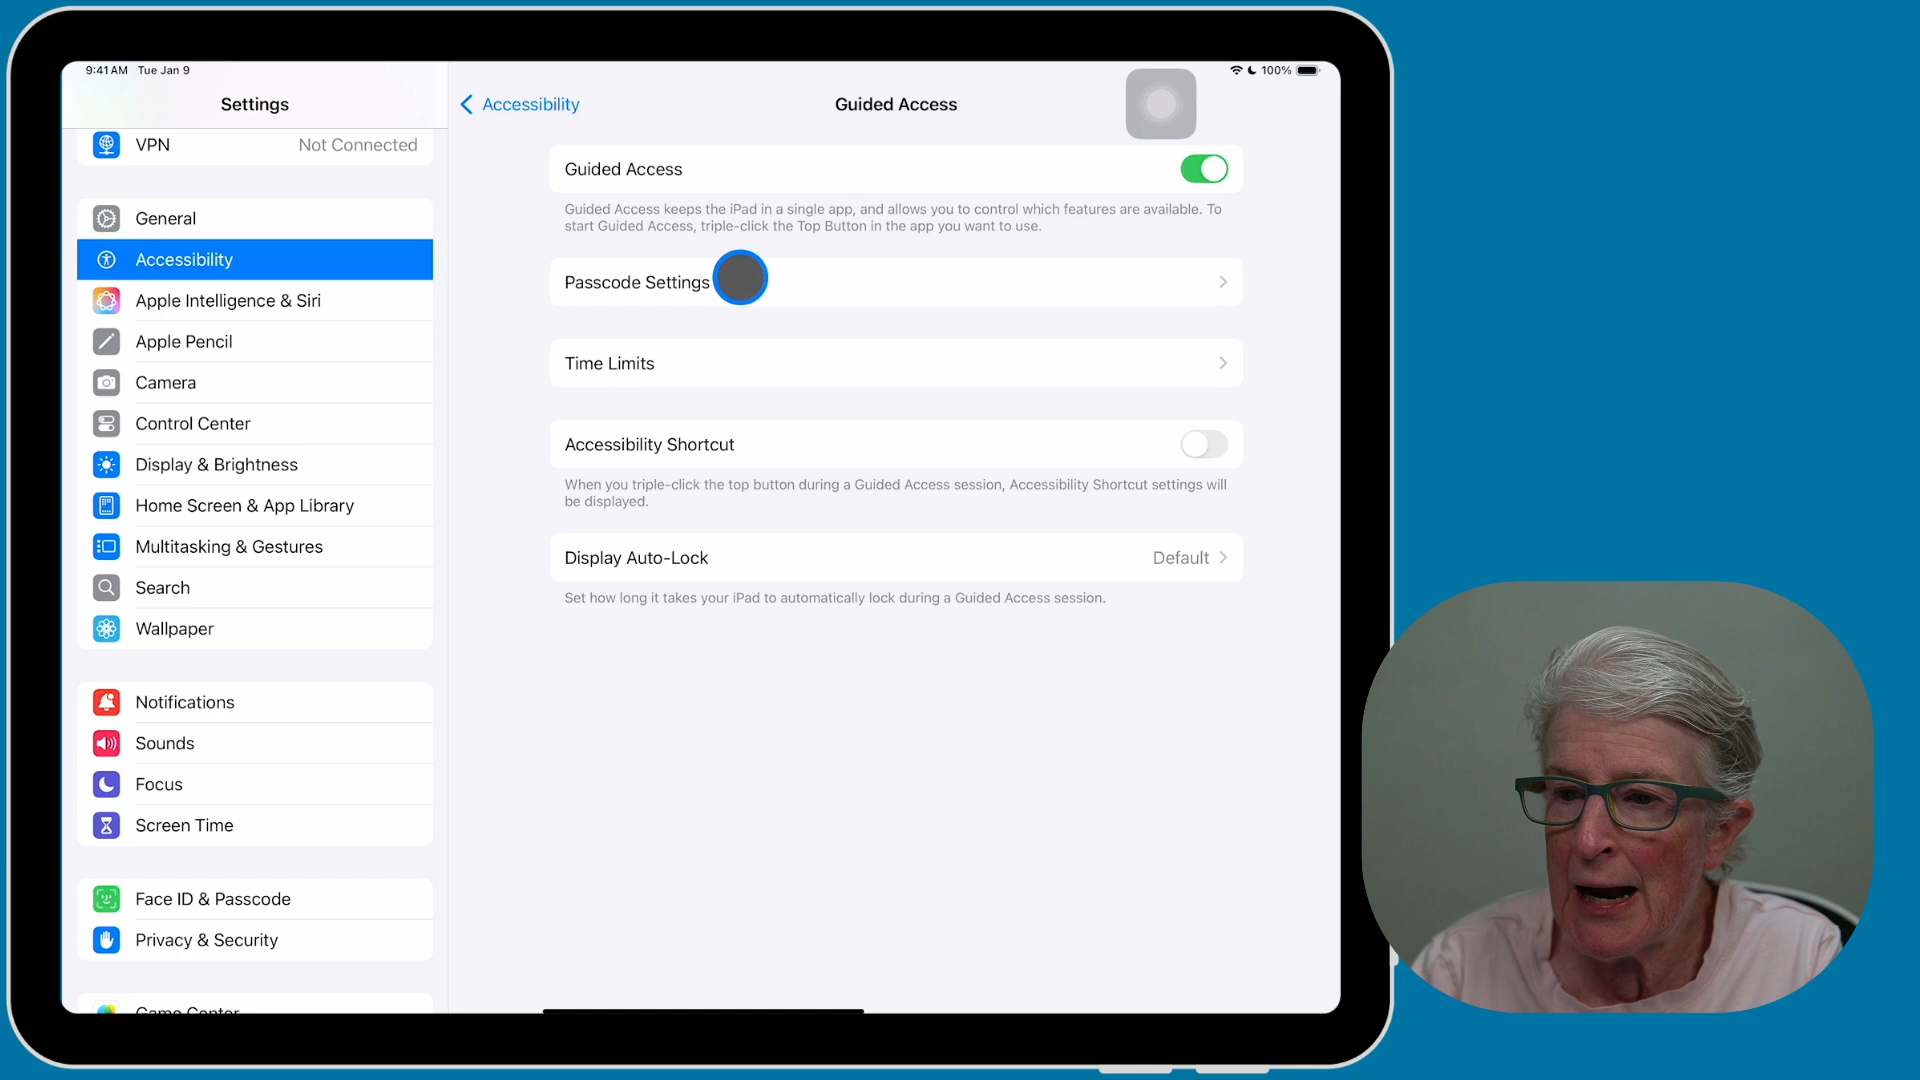 9:41 AM Tue Jan 9
100%
Settings
VPN Not Connected
General
Accessibility
Apple Intelligence & Siri
Apple Pencil
Camera
Control Center
Display & Brightness
Home Screen & App Library
Multitasking & Gestures
Search
Wallpaper
Notifications
Sounds
Focus
Screen Time
Face ID & Passcode
Privacy & Security
Game Center
Accessibility
Guided Access
Guided Access
Guided Access keeps the iPad in a single app, and allows you to control which features are available. To
start Guided Access, triple-click the Top Button in the app you want to use.
Passcode Settings
Time Limits
Accessibility Shortcut
When you triple-click the top button during a Guided Access session, Accessibility Shortcut settings will
be displayed.
Display Auto-Lock Default
Set how long it takes your iPad to automatically lock during a Guided Access session.